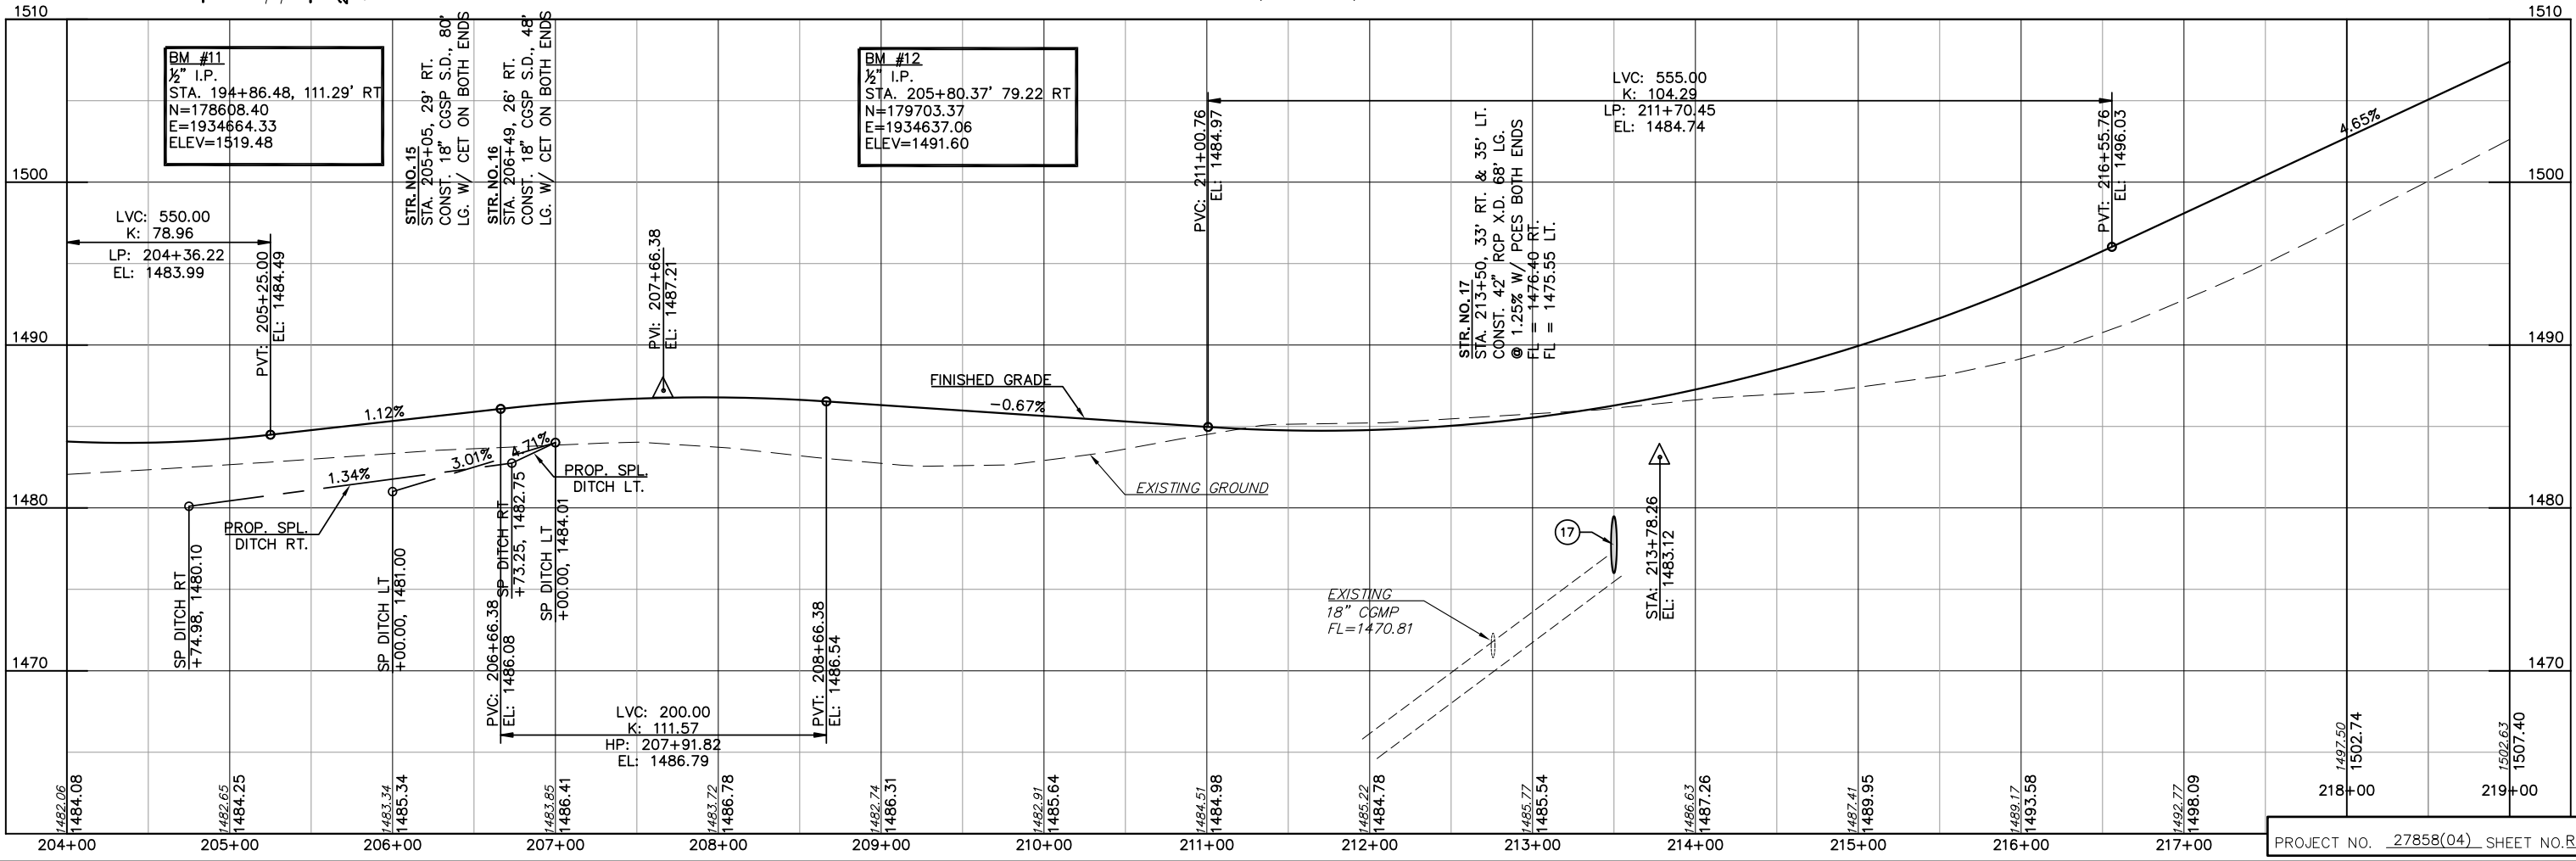 1510
1510
BM #11
½" I.P.
STA. 194+86.48, 111.29' RT
N=178608.40
E=1934664.33
ELEV=1519.48
STR. NO. 15
STA. 205+05, 29' RT.
CONST. 18" CGSP S.D., 80'
LG. W/ CET ON BOTH ENDS
STR. NO. 16
STA. 206+49, 26' RT.
CONST. 18" CGSP S.D., 48'
LG. W/ CET ON BOTH ENDS
BM #12
½" I.P.
STA. 205+80.37' 79.22 RT
N=179703.37
E=1934637.06
ELEV=1491.60
LVC: 555.00
K: 104.29
LP: 211+70.45
EL: 1484.74
PVC: 211+00.76
EL: 1484.97
STR. NO. 17
STA. 213+50, 33' RT. & 35' LT.
CONST. 42" RCP X.D. 68' LG.
@ 1.25% W/ PCES BOTH ENDS
FL = 1476.40 RT.
FL = 1475.55 LT.
PVT: 216+55.76
EL: 1496.03
4.65%
1500
1500
LVC: 550.00
K: 78.96
LP: 204+36.22
EL: 1483.99
PVT: 205+25.00
EL: 1484.49
PVI: 207+66.38
EL: 1487.21
1490
1490
FINISHED GRADE
-0.67%
1.12%
3.01%
4.71%
1.34%
PROP. SPL.
DITCH LT.
EXISTING GROUND
1480
1480
PROP. SPL.
DITCH RT.
SP DITCH RT
+74.98, 1480.10
SP DITCH LT
+00.00, 1481.00
PVC: 206+66.38
EL: 1486.08
SP DITCH RT
+73.25, 1482.75
SP DITCH LT
+00.00, 1484.01
PVT: 208+66.38
EL: 1486.54
17
STA: 213+78.26
EL: 1483.12
EXISTING
18" CGMP
FL=1470.81
1470
1470
LVC: 200.00
K: 111.57
HP: 207+91.82
EL: 1486.79
1482.06
1484.08
1482.65
1484.25
1483.34
1485.34
1483.85
1486.41
1483.72
1486.78
1482.74
1486.31
1482.91
1485.64
1484.51
1484.98
1485.22
1484.78
1485.77
1485.54
1486.63
1487.26
1487.41
1489.95
1489.17
1493.58
1492.77
1498.09
1497.50
1502.74
1502.63
1507.40
218+00
219+00
204+00
205+00
206+00
207+00
208+00
209+00
210+00
211+00
212+00
213+00
214+00
215+00
216+00
217+00
PROJECT NO. 27858(04) SHEET NO.